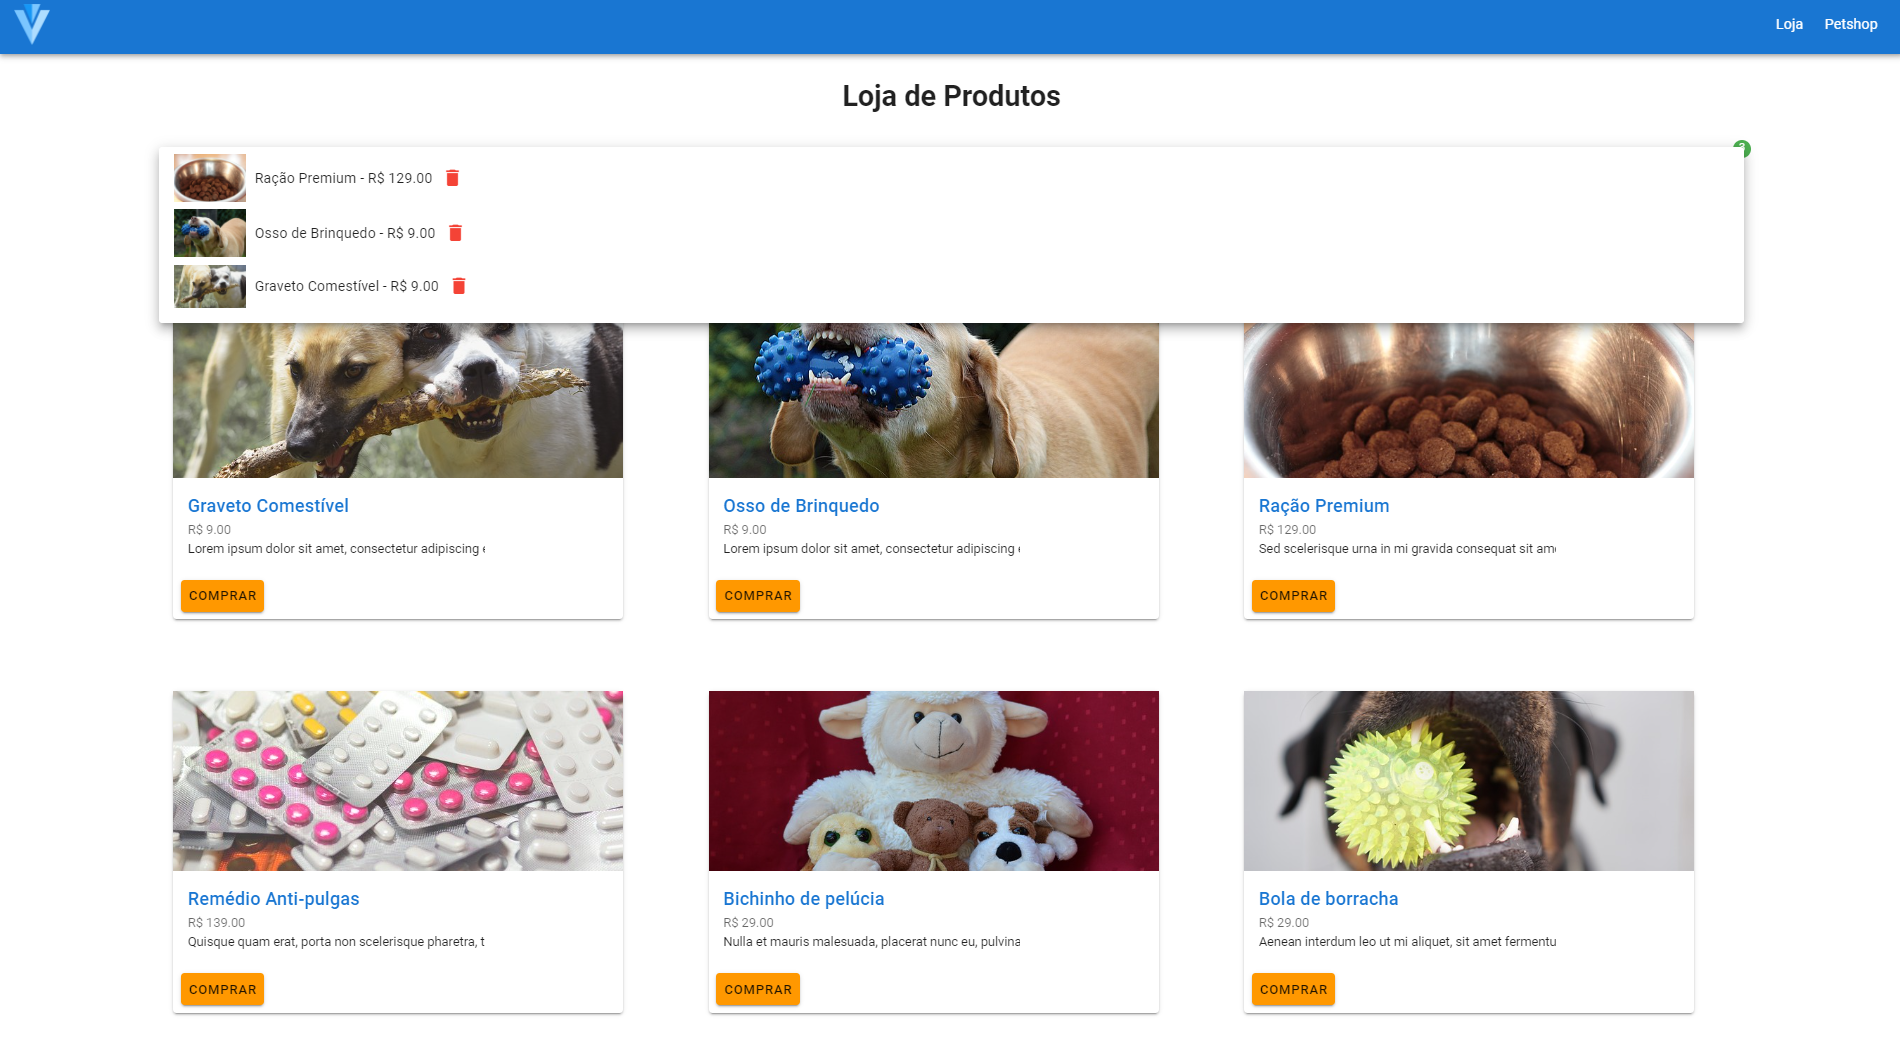 Loja Petshop
Loja de Produtos
Ração Premium - R$ 129.00
Osso de Brinquedo - R$ 9.00
Graveto Comestível - R$ 9.00
Graveto Comestível
R$ 9.00
Lorem ipsum dolor sit amet, consectetur adipiscing
COMPRAR
Osso de Brinquedo
R$ 9.00
Lorem ipsum dolor sit amet, consectetur adipiscing
COMPRAR
Ração Premium
R$ 129.00
Sed scelerisque urna in mi gravida consequat sit am
COMPRAR
Remédio Anti-pulgas
R$ 139.00
Quisque quam erat, porta non scelerisque pharetra, t
COMPRAR
Bichinho de pelúcia
R$ 29.00
Nulla et mauris malesuada, placerat nunc eu, pulvina
COMPRAR
Bola de borracha
R$ 29.00
Aenean interdum leo ut mi aliquet, sit amet fermentu
COMPRAR